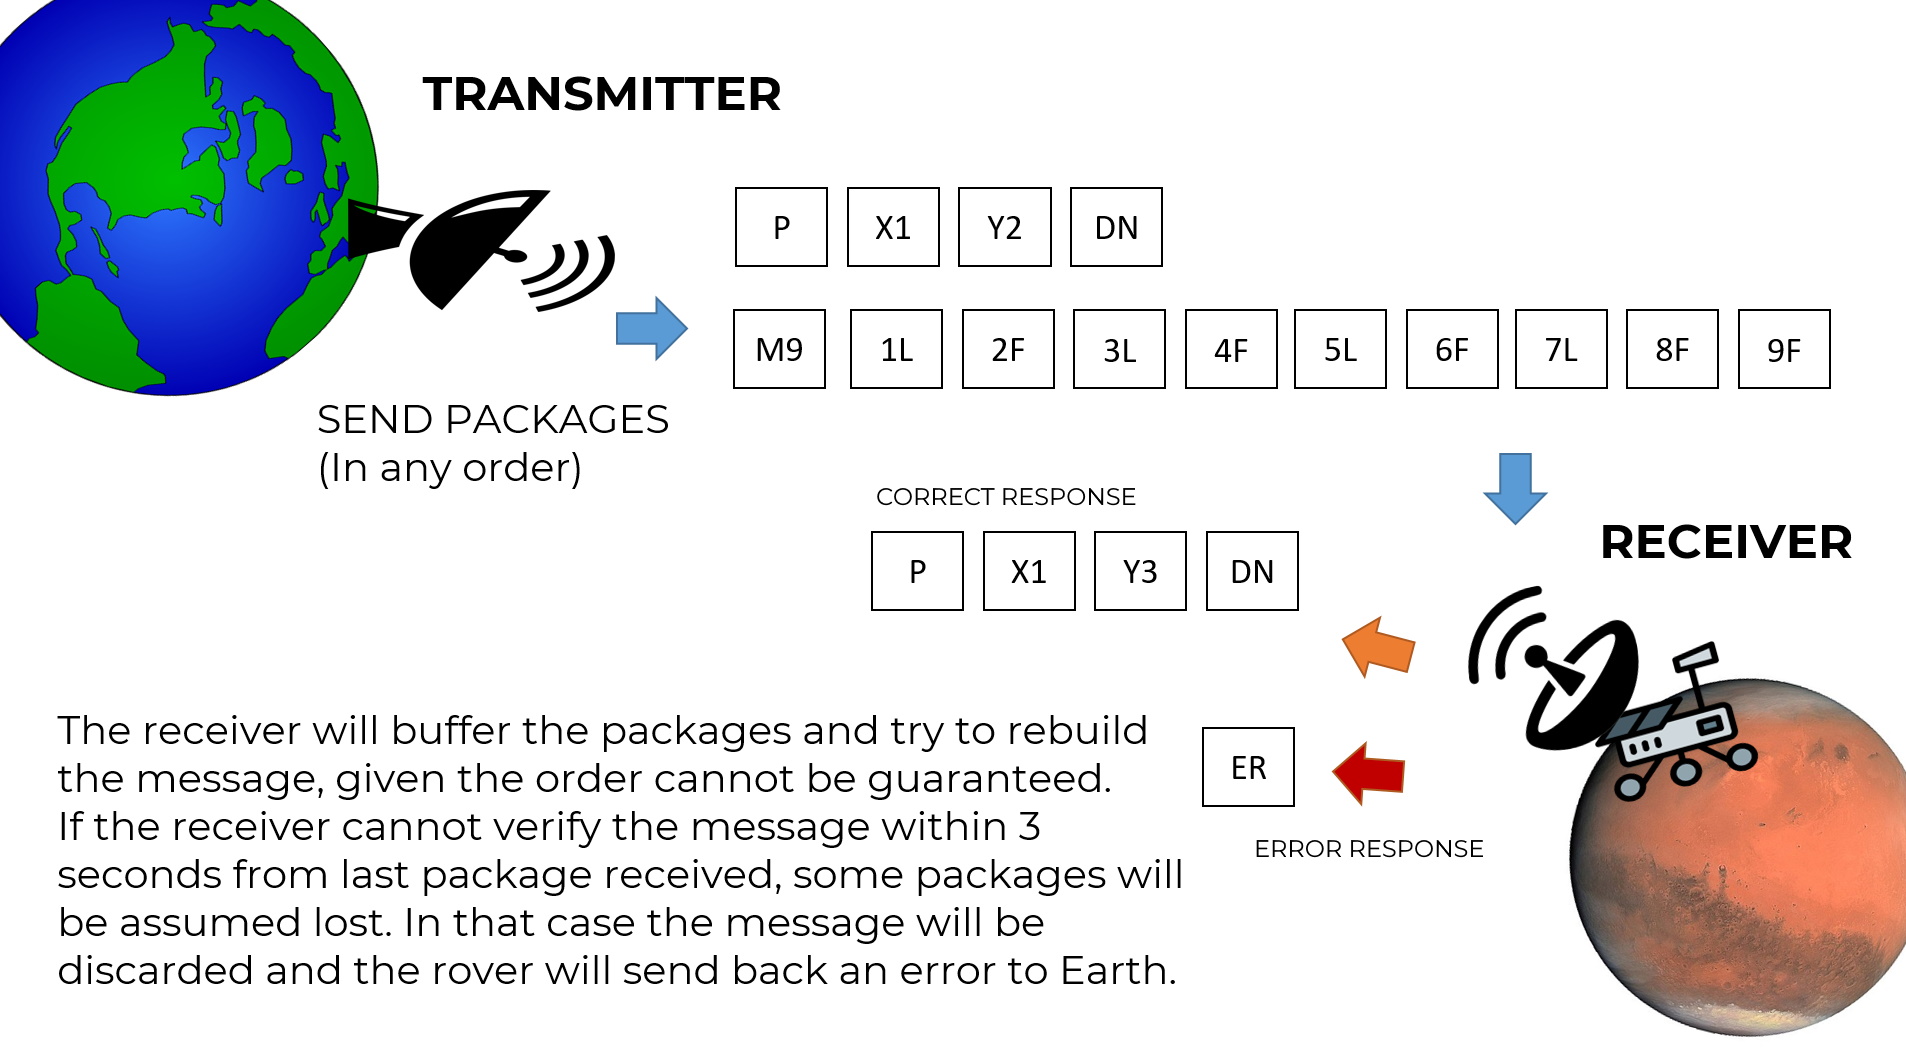 TRANSMITTER
P X1 Y2 DN
M9 1L 2F 3L 4F 5L 6F 7L 8F 9F
SEND PACKAGES
(In any order)
CORRECT RESPONSE
RECEIVER
P X1 Y3 DN
The receiver will buffer the packages and try to rebuild
the message, given the order cannot be guaranteed.
If the receiver cannot verify the message within 3
seconds from last package received, some packages will
be assumed lost. In that case the message will be
discarded and the rover will send back an error to Earth.
ER
ERROR RESPONSE